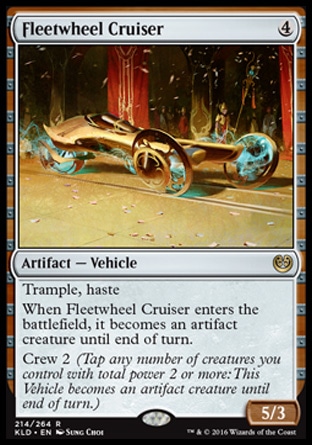 Fleetwheel Cruiser 4
Artifact — Vehicle
Trample, haste
When Fleetwheel Cruiser enters the
battlefield, it becomes an artifact
creature until end of turn.
Crew 2 (Tap any number of creatures you
control with total power 2 or more: This
Vehicle becomes an artifact creature until
end of turn.)
5/3
214/264 R
KLD • EN Sung Choi
™ & © 2016 Wizards of the Coast